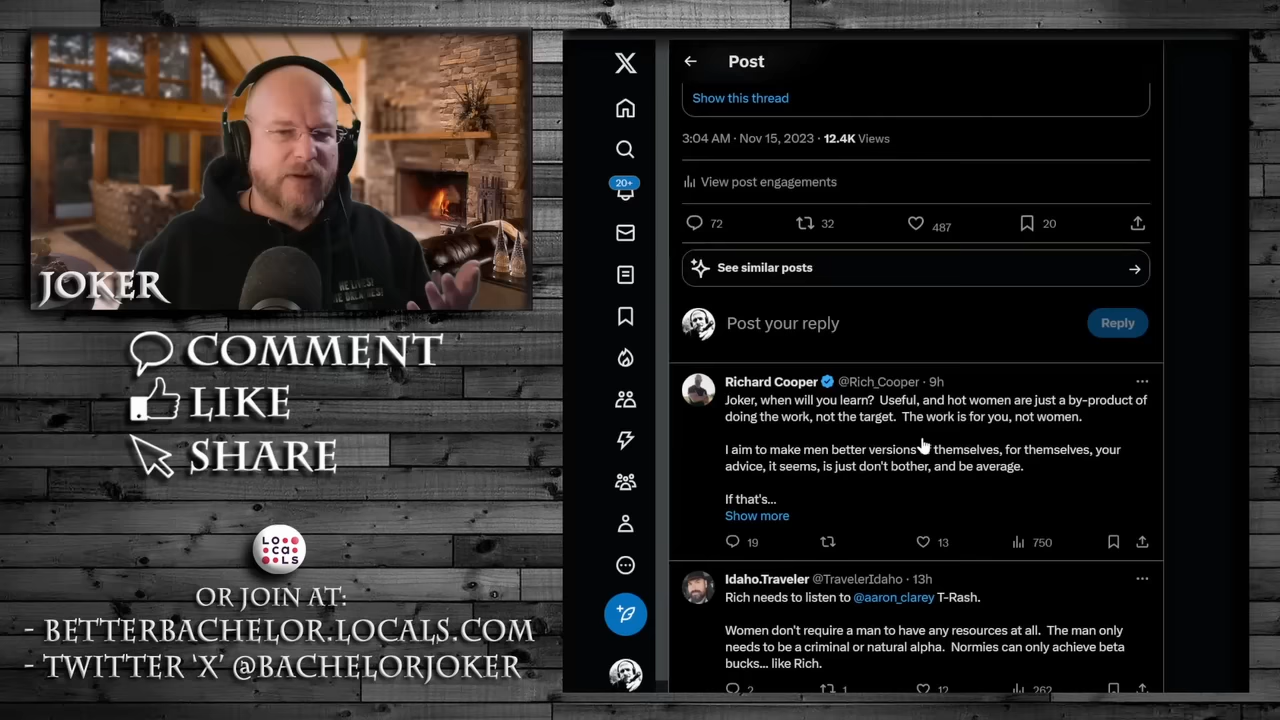 JOKER
COMMENT
LIKE
SHARE
LOCALS
OR JOIN AT:
- BETTERBACHELOR.LOCALS.COM
- TWITTER 'X' @BACHELORJOKER
20+
Post
Show this thread
3:04 AM · Nov 15, 2023 · 12.4K Views
View post engagements
72 32 487 20
See similar posts
Post your reply
Reply
Richard Cooper @Rich_Cooper · 9h
Joker, when will you learn? Useful, and hot women are just a by-product of
doing the work, not the target. The work is for you, not women.
I aim to make men better versions themselves, for themselves, your
advice, it seems, is just don't bother, and be average.
If that's...
Show more
19 13 750
Idaho.Traveler @TravelerIdaho · 13h
Rich needs to listen to @aaron_clarey T-Rash.
Women don't require a man to have any resources at all. The man only
needs to be a criminal or natural alpha. Normies can only achieve beta
bucks... like Rich.
2 1 12 262